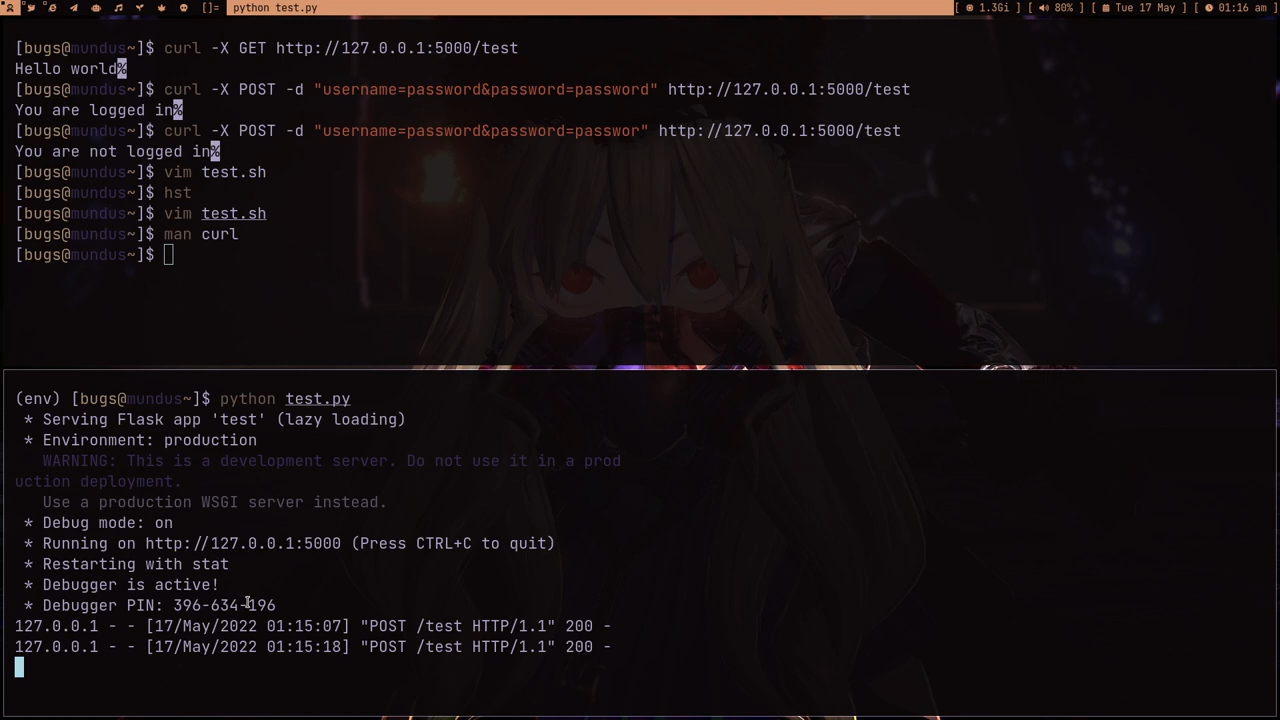 []= python test.py [ 1.3Gi ] [ 80% ] [ Tue 17 May ] [ 01:16 am ]
[bugs@mundus~]$ curl -X GET http://127.0.0.1:5000/test
Hello world%
[bugs@mundus~]$ curl -X POST -d "username=password&password=password" http://127.0.0.1:5000/test
You are logged in%
[bugs@mundus~]$ curl -X POST -d "username=password&password=passwor" http://127.0.0.1:5000/test
You are not logged in%
[bugs@mundus~]$ vim test.sh
[bugs@mundus~]$ hst
[bugs@mundus~]$ vim test.sh
[bugs@mundus~]$ man curl
[bugs@mundus~]$
(env) [bugs@mundus~]$ python test.py
* Serving Flask app 'test' (lazy loading)
* Environment: production
WARNING: This is a development server. Do not use it in a prod
uction deployment.
Use a production WSGI server instead.
* Debug mode: on
* Running on http://127.0.0.1:5000 (Press CTRL+C to quit)
* Restarting with stat
* Debugger is active!
* Debugger PIN: 396-634-196
127.0.0.1 - - [17/May/2022 01:15:07] "POST /test HTTP/1.1" 200 -
127.0.0.1 - - [17/May/2022 01:15:18] "POST /test HTTP/1.1" 200 -